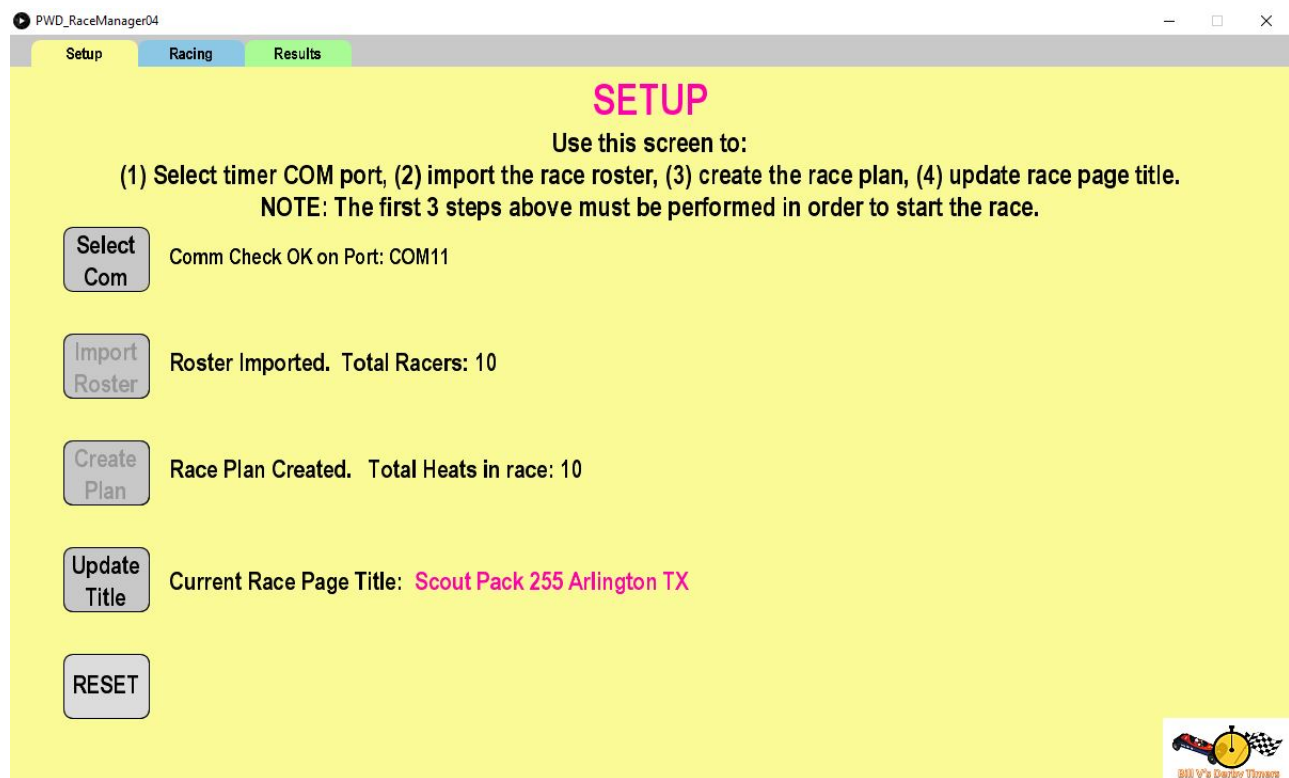 PWD_RaceManager04
Setup Racing Results
SETUP
Use this screen to:
(1) Select timer COM port, (2) import the race roster, (3) create the race plan, (4) update race page title.
NOTE: The first 3 steps above must be performed in order to start the race.
Select
Com
Comm Check OK on Port: COM11
Import
Roster
Roster Imported. Total Racers: 10
Create
Plan
Race Plan Created. Total Heats in race: 10
Update
Title
Current Race Page Title: Scout Pack 255 Arlington TX
RESET
Bill V's Derby Timers